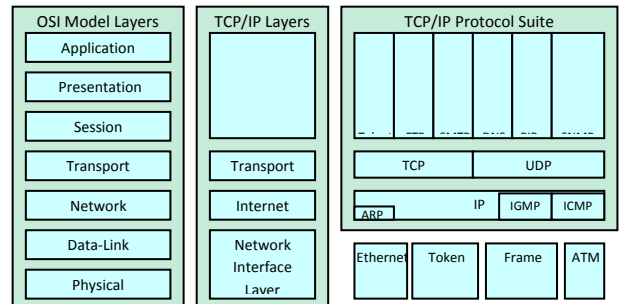 OSI Model Layers
Application
Presentation
Session
Transport
Network
Data-Link
Physical
TCP/IP Layers
Transport
Internet
Network
Interface
Layer
TCP/IP Protocol Suite
TCP
UDP
ARP
IP
IGMP
ICMP
Ethernet
Token
Frame
ATM